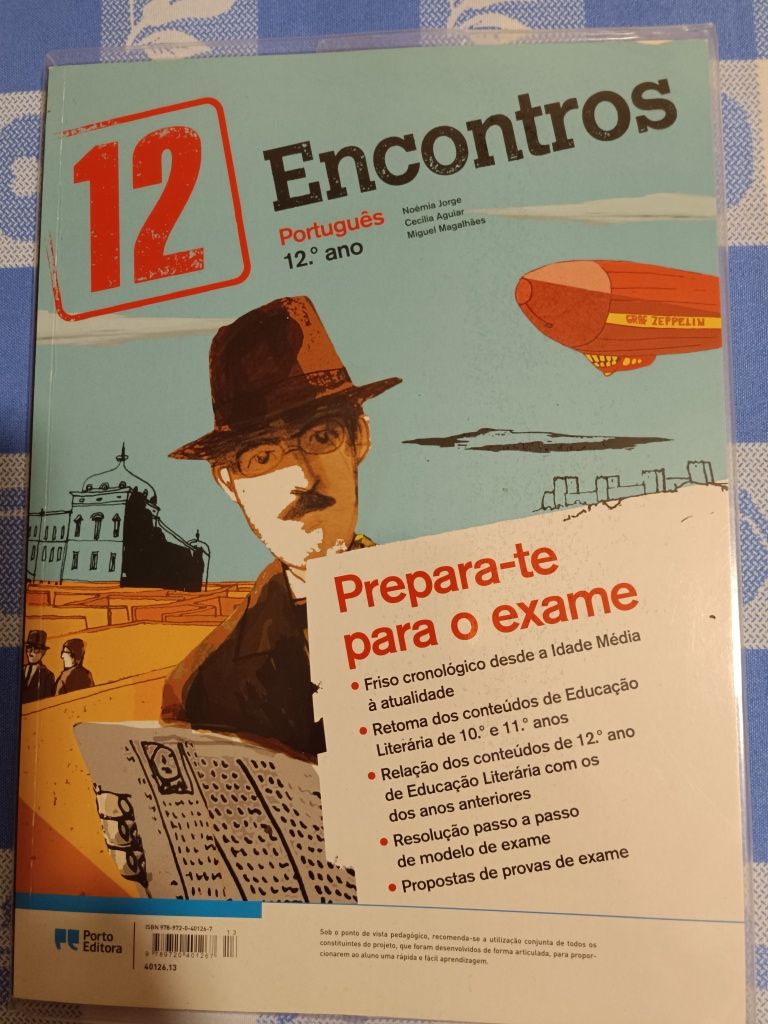 12
Encontros
Português
12.º ano
Noémia Jorge
Cecília Aguiar
Miguel Magalhães
GRAF ZEPPELIN
Prepara-te
para o exame
• Friso cronológico desde a Idade Média
à atualidade
• Retoma dos conteúdos de Educação
Literária de 10.º e 11.º anos
• Relação dos conteúdos de 12.º ano
de Educação Literária com os
dos anos anteriores
• Resolução passo a passo
de modelo de exame
• Propostas de provas de exame
Porto
Editora
ISBN 978-972-0-40126-7
13
9 789720 401267
40126.13
Sob o ponto de vista pedagógico, recomenda-se a utilização conjunta de todos os
constituintes do projeto, que foram desenvolvidos de forma articulada, para propor-
cionarem ao aluno uma rápida e fácil aprendizagem.